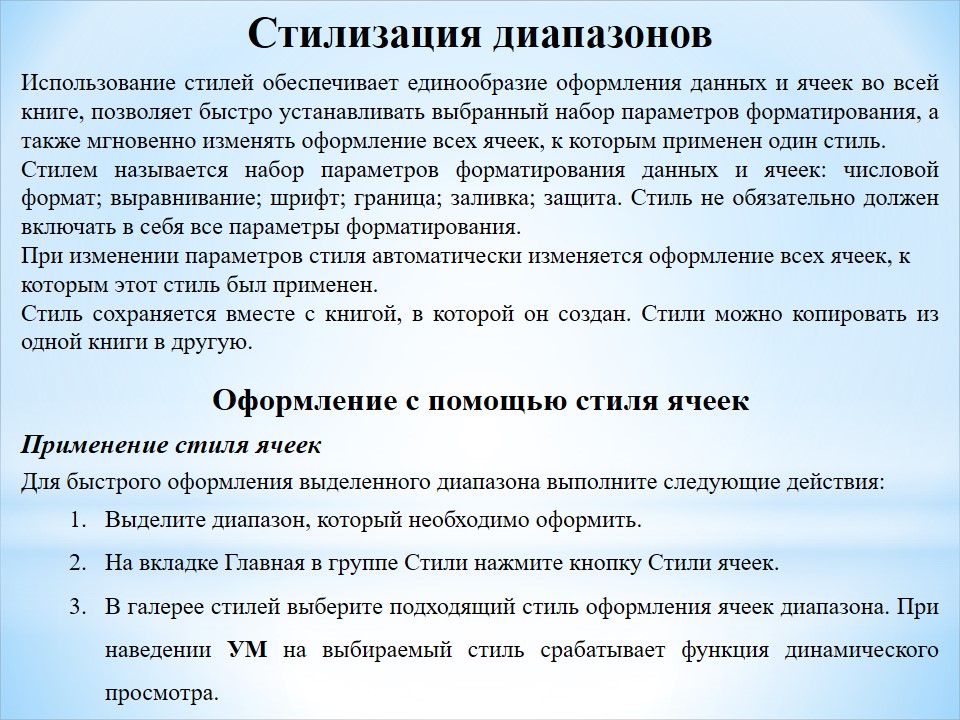 Стилизация диапазонов
Использование стилей обеспечивает единообразие оформления данных и ячеек во всей
книге, позволяет быстро устанавливать выбранный набор параметров форматирования, а
также мгновенно изменять оформление всех ячеек, к которым применен один стиль.
Стилем называется набор параметров форматирования данных и ячеек: числовой
формат; выравнивание; шрифт; граница; заливка; защита. Стиль не обязательно должен
включать в себя все параметры форматирования.
При изменении параметров стиля автоматически изменяется оформление всех ячеек, к
которым этот стиль был применен.
Стиль сохраняется вместе с книгой, в которой он создан. Стили можно копировать из
одной книги в другую.
Оформление с помощью стиля ячеек
Применение стиля ячеек
Для быстрого оформления выделенного диапазона выполните следующие действия:
1. Выделите диапазон, который необходимо оформить.
2. На вкладке Главная в группе Стили нажмите кнопку Стили ячеек.
3. В галерее стилей выберите подходящий стиль оформления ячеек диапазона. При
наведении УМ на выбираемый стиль срабатывает функция динамического
просмотра.